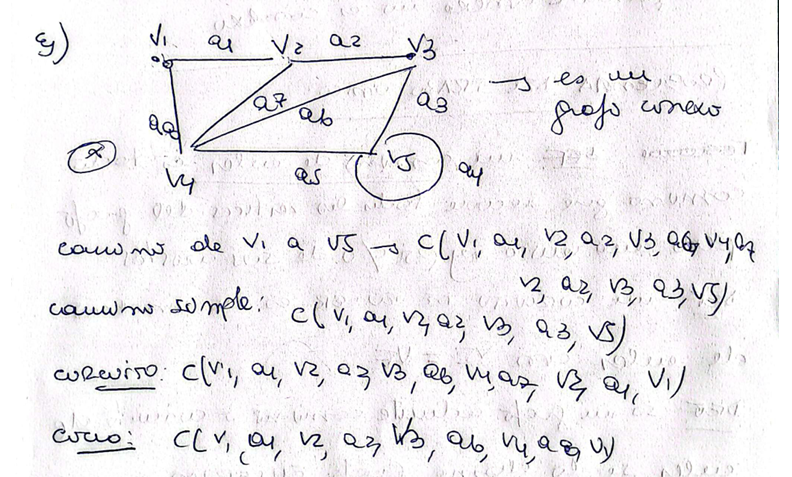 Ej)
V1 a1 V2 a2 V3
→ es un
grafo conexo
a7 a6 a3
V4 a5 V5 a4
camino de V1 a V5 → C(V1, a1, V2, a2, V3, a6, V4, a7
V2, a2, V3, a3, V5)
camino simple: C(V1, a1, V2, a2, V3, a3, V5)
circuito: C(V1, a1, V2, a2, V3, a6, V4, a7, V2, a1, V1)
ciclo: C(V1, a1, V2, a2, V3, a6, V4, a8, V1)